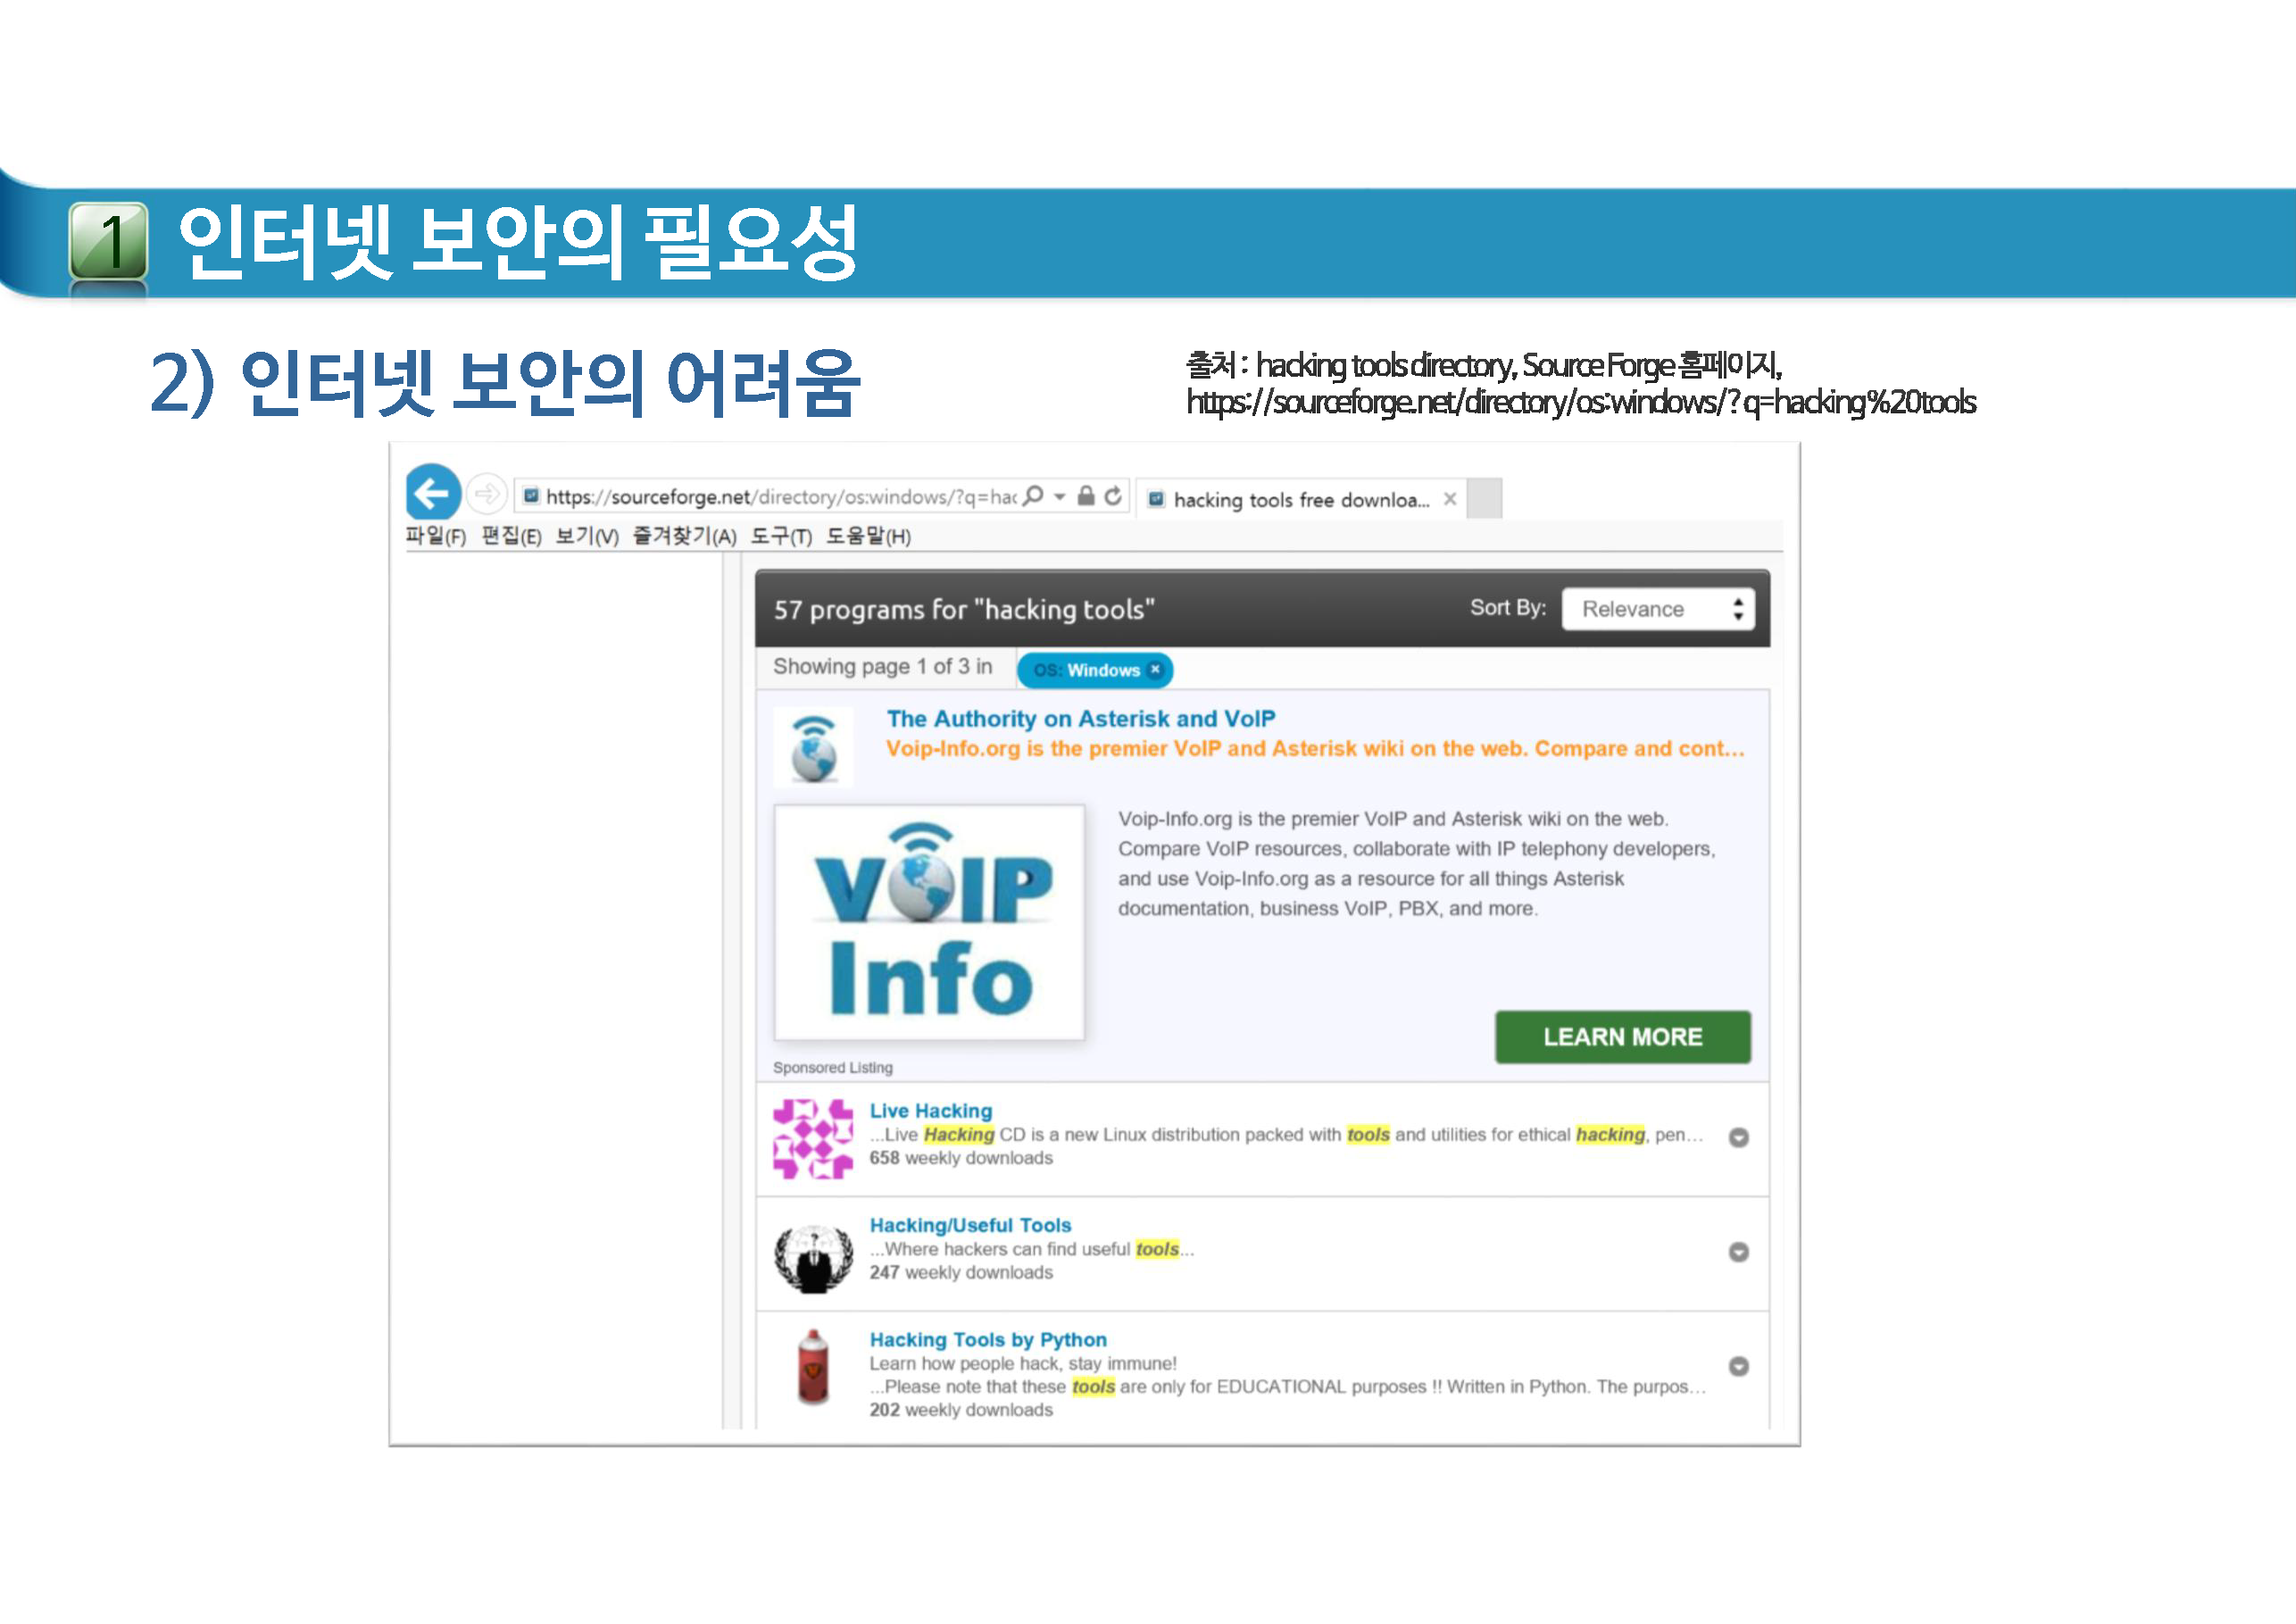 1 인터넷 보안의 필요성
2) 인터넷 보안의 어려움
출처 : hacking tools directory, Source Forge 홈페이지,
https://sourceforge.net/directory/os:windows/?q=hacking%20tools
https://sourceforge.net/directory/os:windows/?q=hac
hacking tools free downloa...
파일(F) 편집(E) 보기(V) 즐겨찾기(A) 도구(T) 도움말(H)
57 programs for "hacking tools"
Sort By: Relevance
Showing page 1 of 3 in OS: Windows
The Authority on Asterisk and VoIP
Voip-Info.org is the premier VoIP and Asterisk wiki on the web. Compare and cont...
VOIP
Info
Voip-Info.org is the premier VoIP and Asterisk wiki on the web.
Compare VoIP resources, collaborate with IP telephony developers,
and use Voip-Info.org as a resource for all things Asterisk
documentation, business VoIP, PBX, and more.
LEARN MORE
Sponsored Listing
Live Hacking
...Live Hacking CD is a new Linux distribution packed with tools and utilities for ethical hacking, pen...
658 weekly downloads
Hacking/Useful Tools
...Where hackers can find useful tools...
247 weekly downloads
Hacking Tools by Python
Learn how people hack, stay immune!
...Please note that these tools are only for EDUCATIONAL purposes !! Written in Python. The purpos...
202 weekly downloads